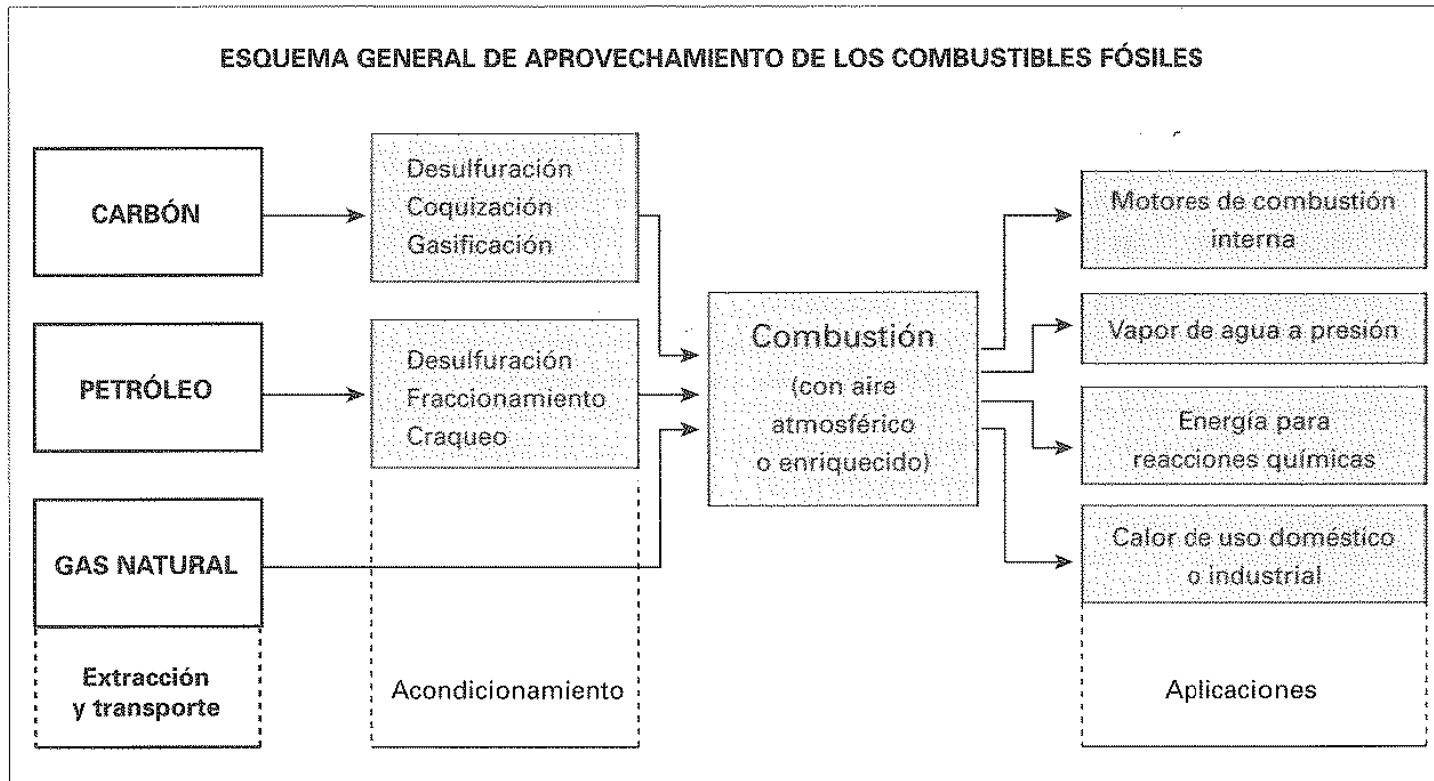 ESQUEMA GENERAL DE APROVECHAMIENTO DE LOS COMBUSTIBLES FÓSILES
CARBÓN
Desulfuración
Coquización
Gasificación
PETRÓLEO
Desulfuración
Fraccionamiento
Craqueo
GAS NATURAL
Extracción
y transporte
Acondicionamiento
Combustión
(con aire
atmosférico
o enriquecido)
Motores de combustión
interna
Vapor de agua a presión
Energía para
reacciones químicas
Calor de uso doméstico
o industrial
Aplicaciones